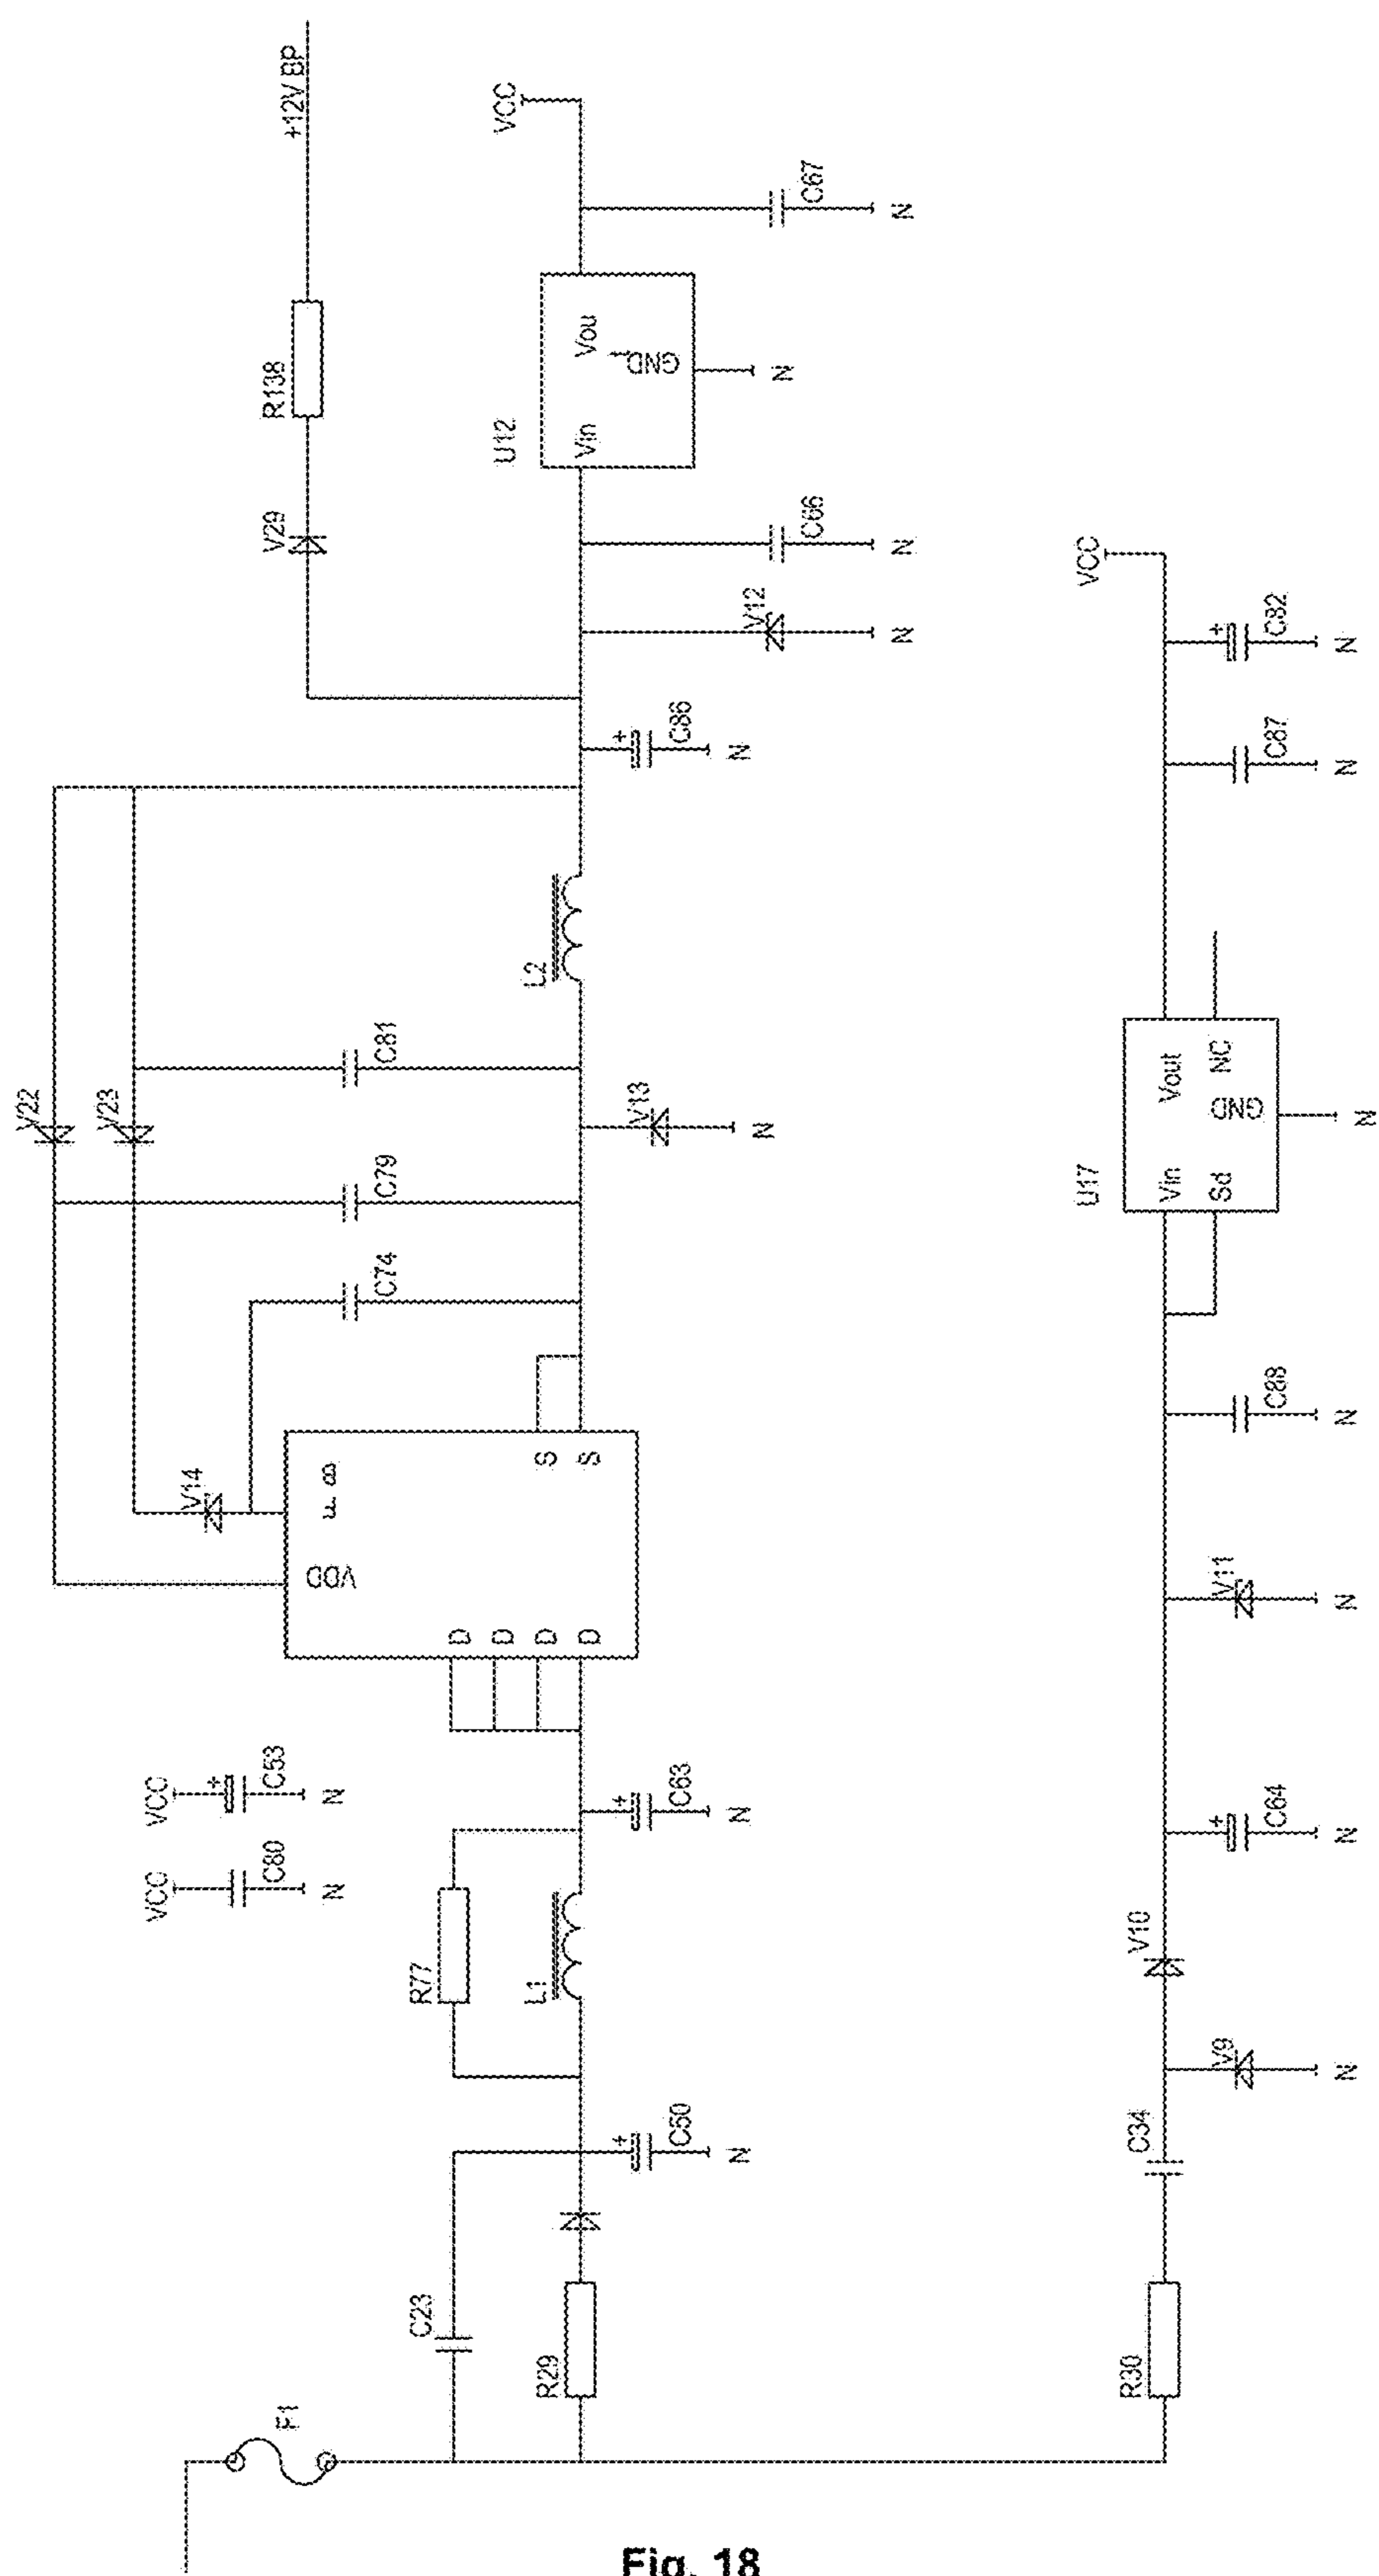 +12V BP
R138
V29
VCC
C67
N
U12
Vin
Vou
t
GND
N
C66
N
V12
N
C86
N
L2
V22
V23
C81
C79
C74
V13
N
V14
VDD
F
B
S
S
D
D
D
D
VCC
C53
N
VCC
C80
N
R77
L1
C63
N
C50
N
C23
R29
F1
VCC
C82
N
C87
N
U17
Vin
Vout
Sd
NC
GND
N
C88
N
V11
N
C64
N
V10
V9
N
C34
R30
Fig. 18